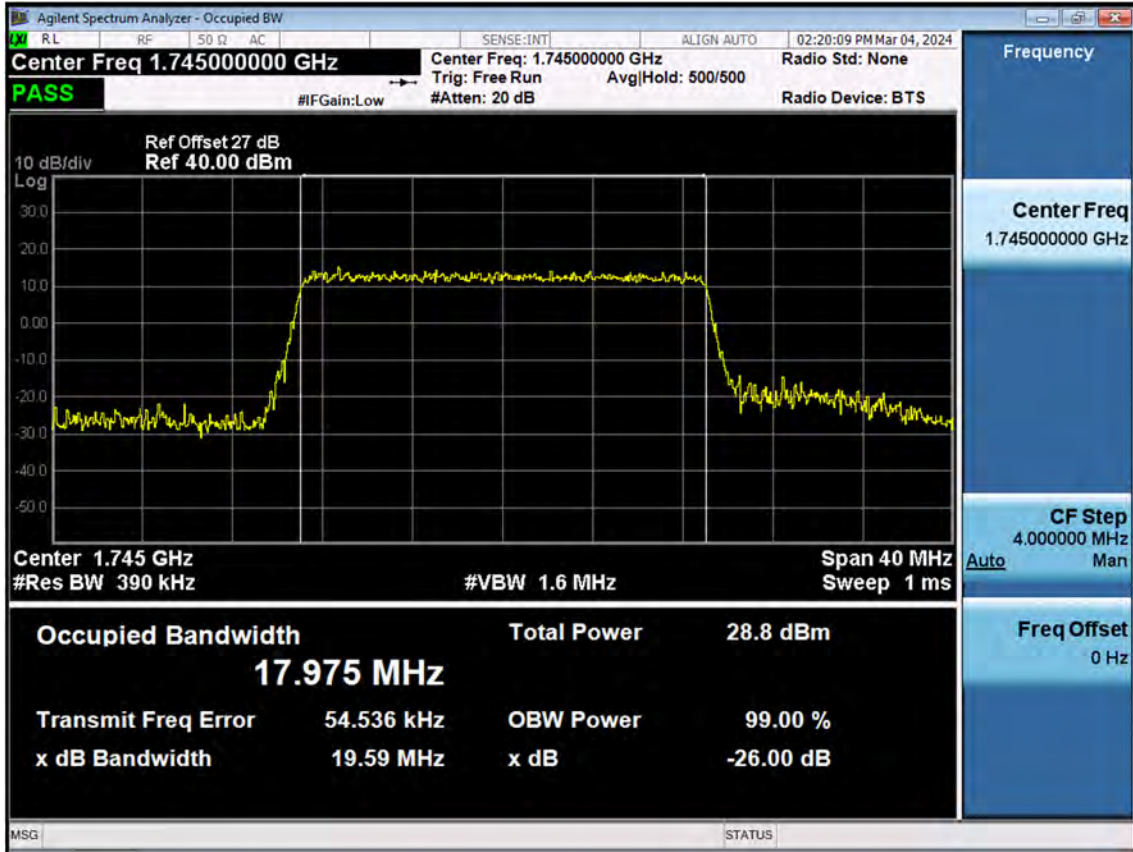 Agilent Spectrum Analyzer - Occupied BW
LXI RL RF 50 Ω AC SENSE:INT ALIGN AUTO 02:20:09 PM Mar 04, 2024
Center Freq 1.745000000 GHz Center Freq: 1.745000000 GHz Radio Std: None
Trig: Free Run Avg|Hold: 500/500
PASS #IFGain:Low #Atten: 20 dB Radio Device: BTS
Ref Offset 27 dB
10 dB/div Ref 40.00 dBm
Log
30.0
20.0
10.0
0.00
-10.0
-20.0
-30.0
-40.0
-50.0
Center 1.745 GHz Span 40 MHz
#Res BW 390 kHz #VBW 1.6 MHz Sweep 1 ms
Occupied Bandwidth Total Power 28.8 dBm
17.975 MHz
Transmit Freq Error 54.536 kHz OBW Power 99.00 %
x dB Bandwidth 19.59 MHz x dB -26.00 dB
MSG STATUS
Frequency
Center Freq
1.745000000 GHz
CF Step
4.000000 MHz
Auto Man
Freq Offset
0 Hz